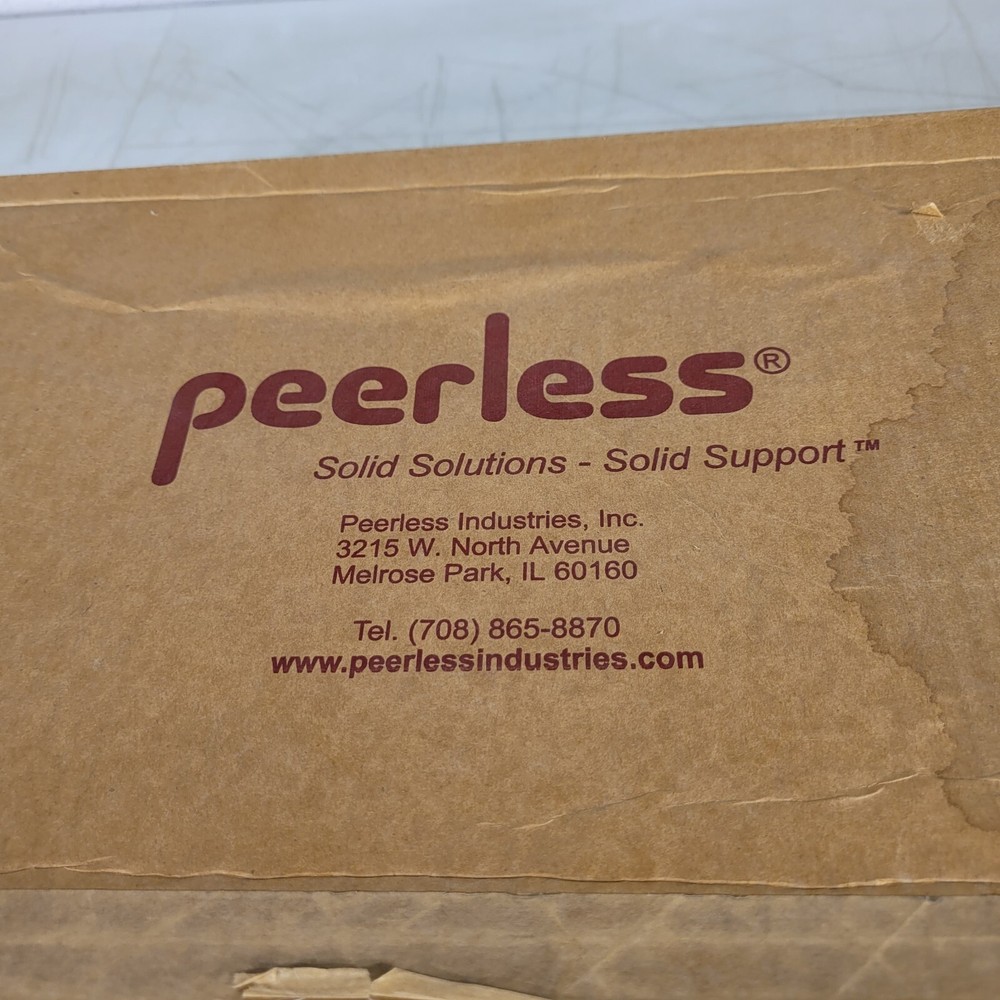 peerless®
Solid Solutions - Solid Support™
Peerless Industries, Inc.
3215 W. North Avenue
Melrose Park, IL 60160
Tel. (708) 865-8870
www.peerlessindustries.com